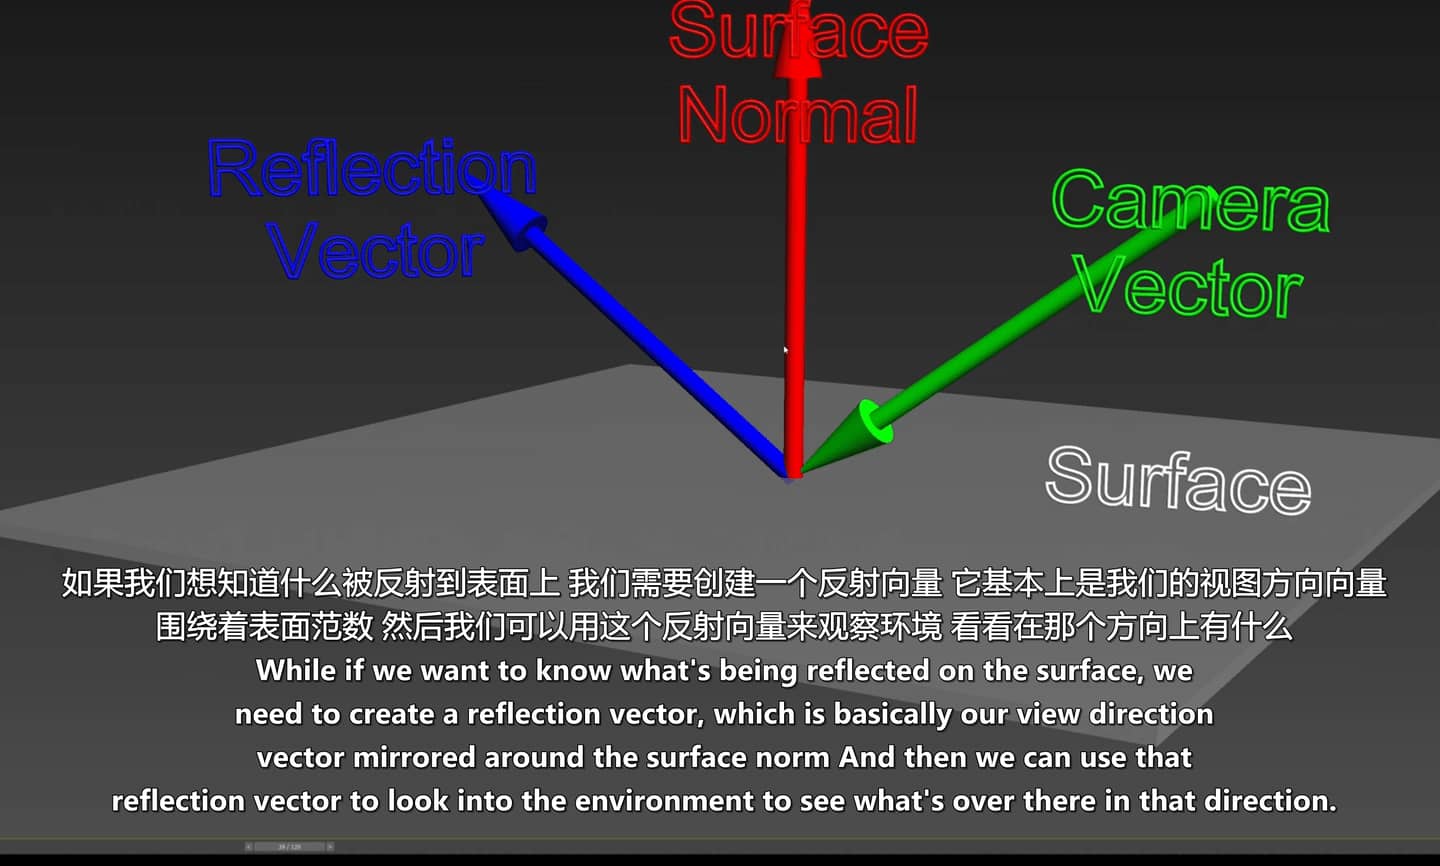 Surface
Normal
Reflection
Vector
Camera
Vector
Surface
如果我们想知道什么被反射到表面上 我们需要创建一个反射向量 它基本上是我们的视图方向向量
围绕着表面范数 然后我们可以用这个反射向量来观察环境 看看在那个方向上有什么
While if we want to know what's being reflected on the surface, we
need to create a reflection vector, which is basically our view direction
vector mirrored around the surface norm And then we can use that
reflection vector to look into the environment to see what's over there in that direction.